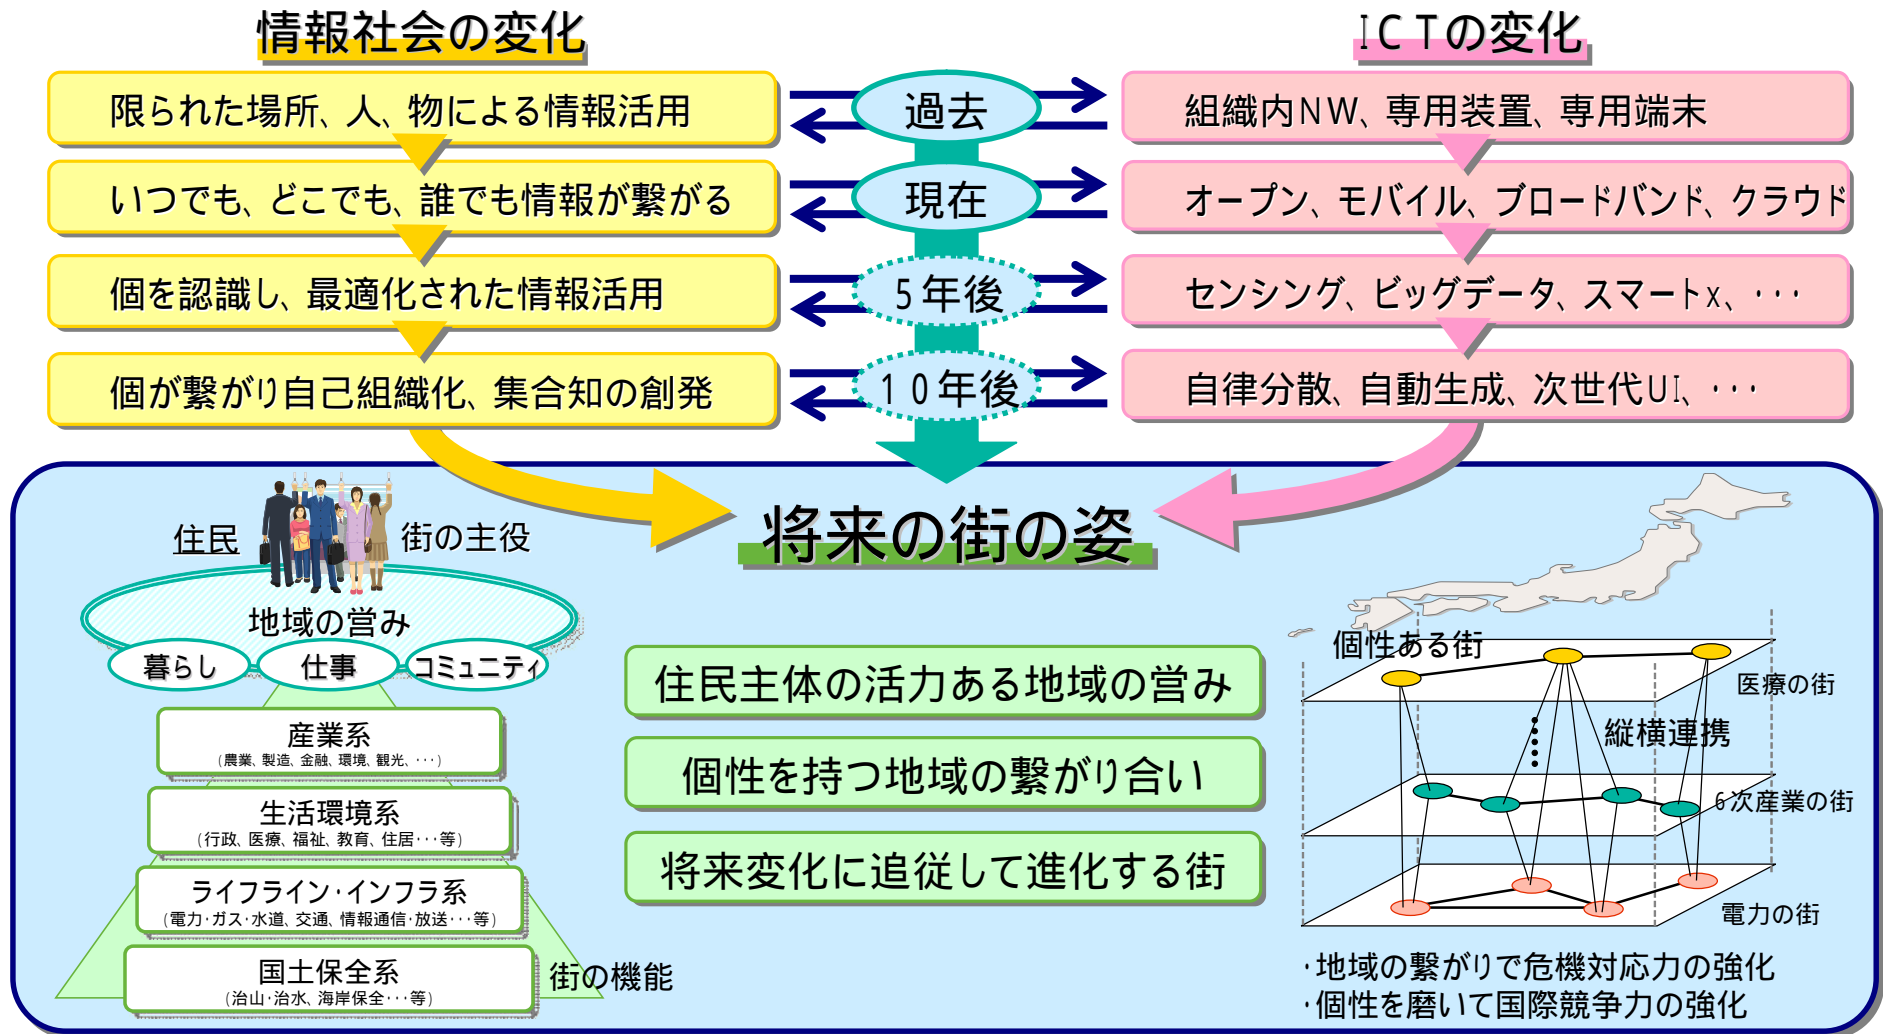 情報社会の変化
ICTの変化
限られた場所、人、物による情報活用
過去
組織内NW、専用装置、専用端末
いつでも、どこでも、誰でも情報が繋がる
現在
オープン、モバイル、ブロードバンド、クラウド
個を認識し、最適化された情報活用
5年後
センシング、ビッグデータ、スマートx、・・・
個が繋がり自己組織化、集合知の創発
10年後
自律分散、自動生成、次世代UI、・・・
将来の街の姿
住民
街の主役
地域の営み
暮らし
仕事
コミュニティ
産業系
(農業、製造、金融、環境、観光、・・・)
生活環境系
(行政、医療、福祉、教育、住居・・・等)
ライフライン・インフラ系
(電力・ガス・水道、交通、情報通信・放送・・・等)
国土保全系
(治山・治水、海岸保全・・・等)
街の機能
住民主体の活力ある地域の営み
個性を持つ地域の繋がり合い
将来変化に追従して進化する街
個性ある街
医療の街
縦横連携
6次産業の街
電力の街
・地域の繋がりで危機対応力の強化
・個性を磨いて国際競争力の強化